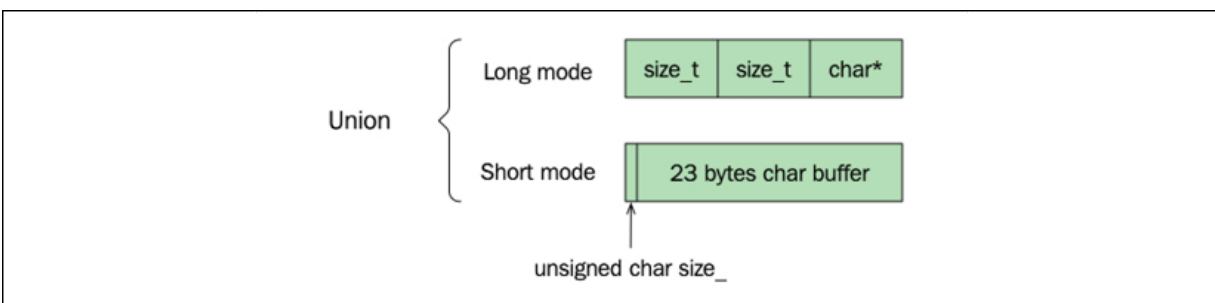 Long mode size_t size_t char*
Union
Short mode 23 bytes char buffer
unsigned char size_